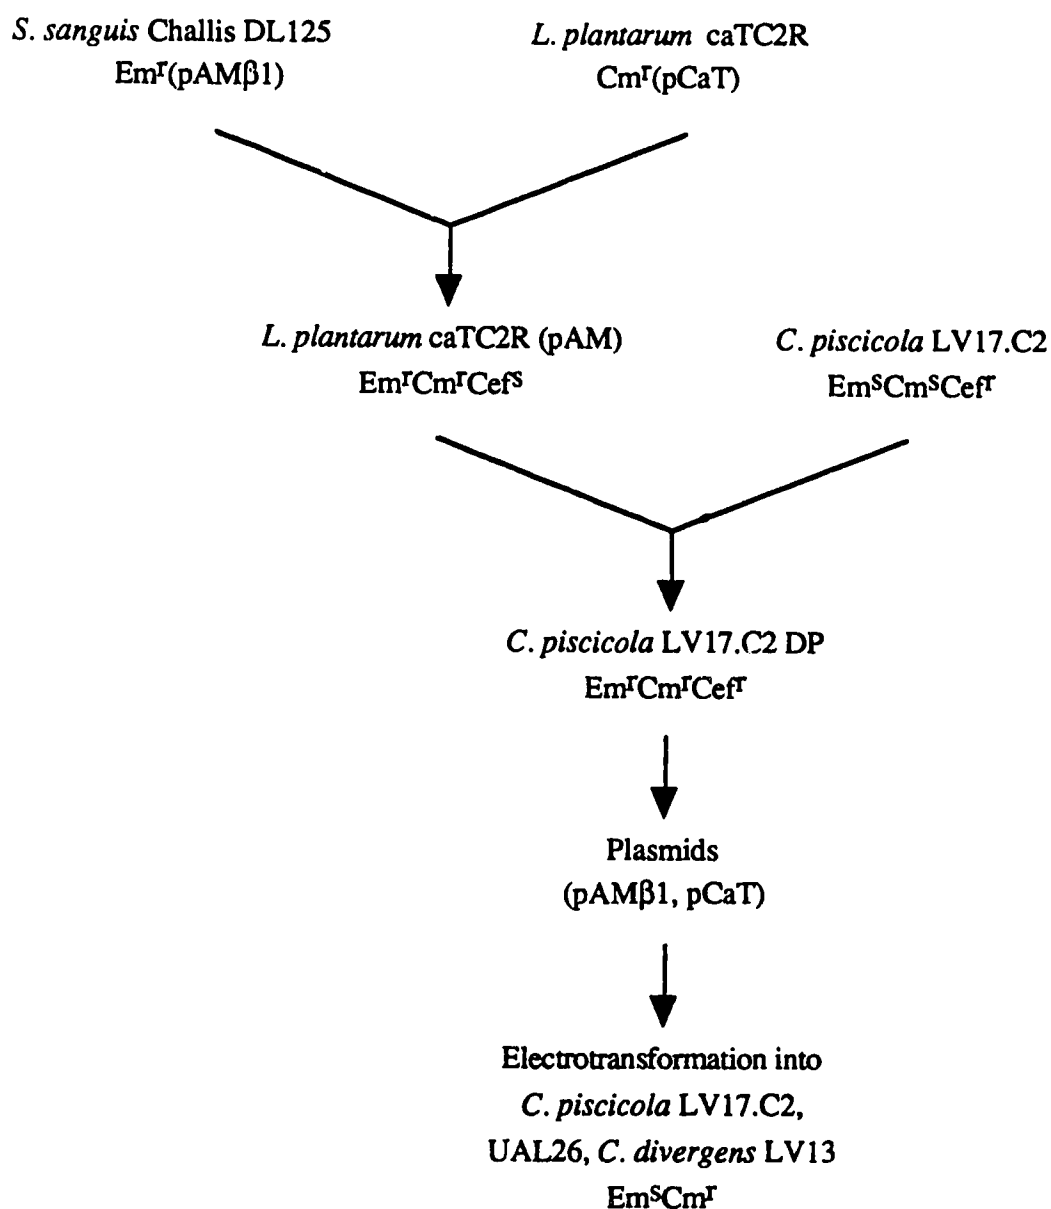 S. sanguis Challis DL125
Emʳ(pAMβ1)
L. plantarum caTC2R
Cmʳ(pCaT)
L. plantarum caTC2R (pAM)
EmʳCmʳCefˢ
C. piscicola LV17.C2
EmˢCmˢCefʳ
C. piscicola LV17.C2 DP
EmʳCmʳCefʳ
Plasmids
(pAMβ1, pCaT)
Electrotransformation into
C. piscicola LV17.C2,
UAL26, C. divergens LV13
EmˢCmʳ